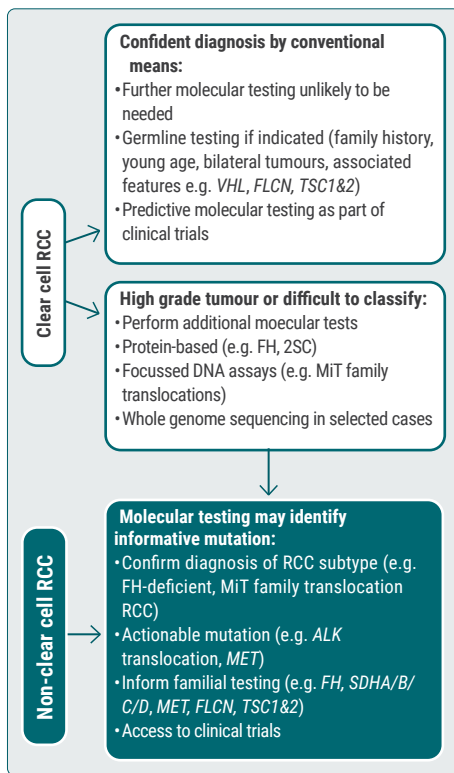 Confident diagnosis by conventional
means:
•Further molecular testing unlikely to be
needed
•Germline testing if indicated (family history,
young age, bilateral tumours, associated
features e.g. VHL, FLCN, TSC1&2)
•Predictive molecular testing as part of
clinical trials
Clear cell RCC
High grade tumour or difficult to classify:
•Perform additional moecular tests
•Protein-based (e.g. FH, 2SC)
•Focussed DNA assays (e.g. MiT family
translocations)
•Whole genome sequencing in selected cases
Non-clear cell RCC
Molecular testing may identify
informative mutation:
•Confirm diagnosis of RCC subtype (e.g.
FH-deficient, MiT family translocation
RCC)
•Actionable mutation (e.g. ALK
translocation, MET)
•Inform familial testing (e.g. FH, SDHA/B/
C/D, MET, FLCN, TSC1&2)
•Access to clinical trials